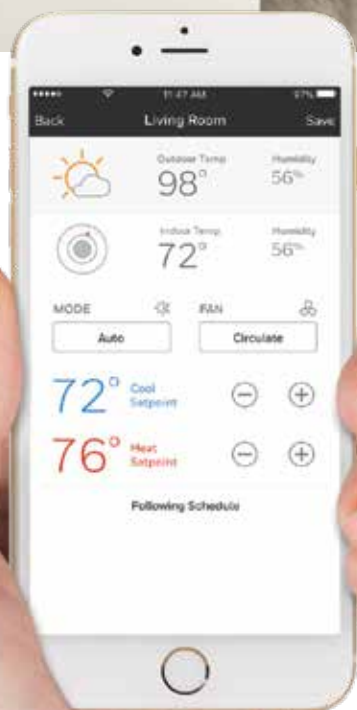 11:47 AM 97%
Back Living Room Save
Outdoor Temp Humidity
98° 56%
Indoor Temp Humidity
72° 56%
MODE FAN
Auto Circulate
72° Cool Setpoint
76° Heat Setpoint
Following Schedule